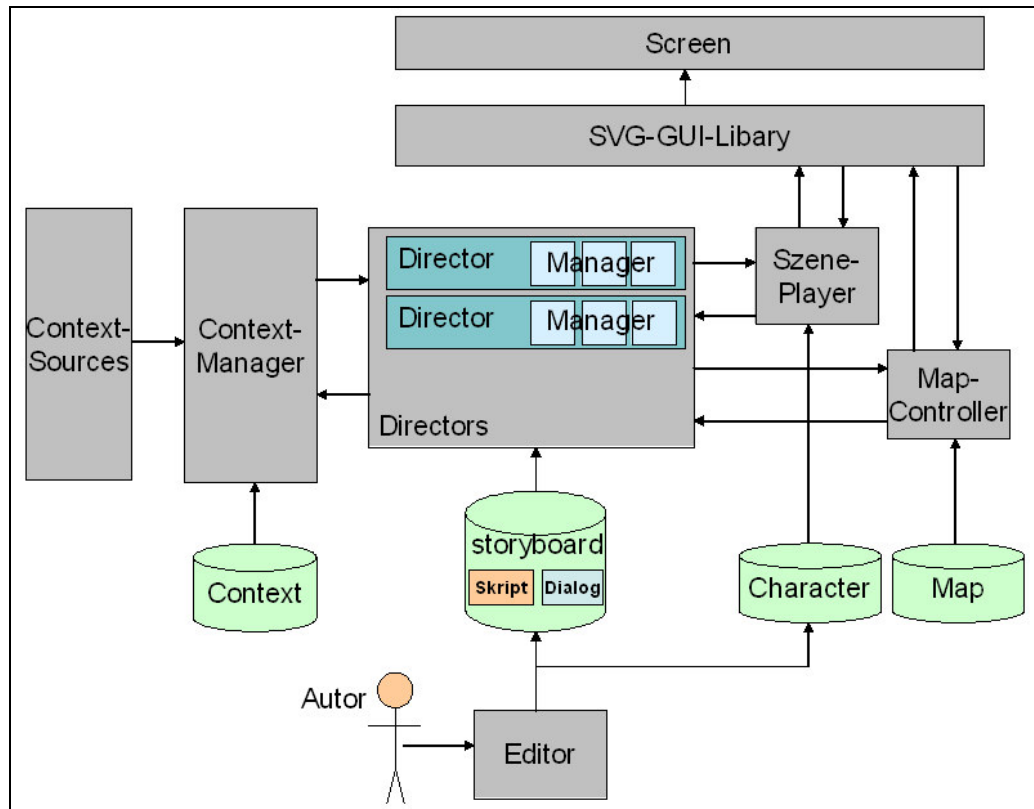 Screen
SVG-GUI-Libary
Director
Manager
Director
Manager
Directors
Szene-
Player
Context-
Sources
Context-
Manager
Map-
Controller
storyboard
Skript
Dialog
Context
Character
Map
Autor
Editor